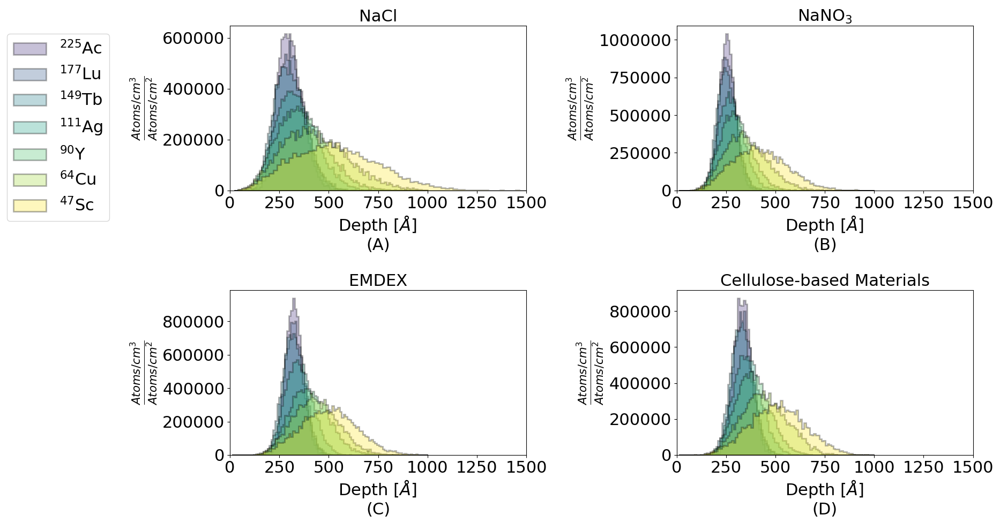 ²²⁵Ac
¹⁷⁷Lu
¹⁴⁹Tb
¹¹¹Ag
⁹⁰Y
⁶⁴Cu
⁴⁷Sc
NaCl
600000
400000
200000
0
Atoms/cm³
Atoms/cm²
0 250 500 750 1000 1250 1500
Depth [Å]
(A)
NaNO₃
1000000
750000
500000
250000
0
Atoms/cm³
Atoms/cm²
0 250 500 750 1000 1250 1500
Depth [Å]
(B)
EMDEX
800000
600000
400000
200000
0
Atoms/cm³
Atoms/cm²
0 250 500 750 1000 1250 1500
Depth [Å]
(C)
Cellulose-based Materials
800000
600000
400000
200000
0
Atoms/cm³
Atoms/cm²
0 250 500 750 1000 1250 1500
Depth [Å]
(D)